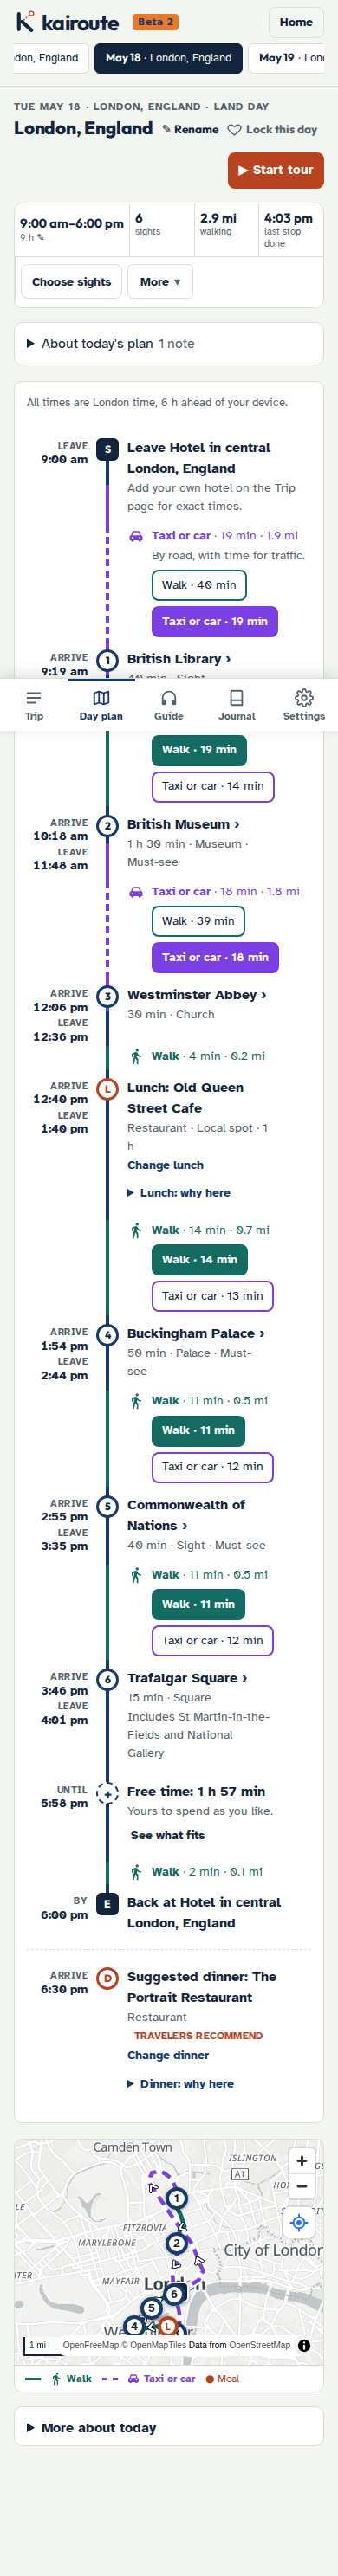 kairoute Beta 2 Home
don, England May 18 · London, England May 19 · Lond
TUE MAY 18 · LONDON, ENGLAND · LAND DAY
London, England ✎ Rename Lock this day
▶ Start tour
9:00 am–6:00 pm 6 2.9 mi 4:03 pm
9 h ✎ sights walking last stop
done
Choose sights More ▾
▶ About today's plan 1 note
All times are London time, 6 h ahead of your device.
LEAVE S Leave Hotel in central
9:00 am London, England
Add your own hotel on the Trip
page for exact times.
Taxi or car · 19 min · 1.9 mi
By road, with time for traffic.
Walk · 40 min
Taxi or car · 19 min
ARRIVE 1 British Library ›
9:19 am 40 min · Sight
Trip Day plan Guide Journal Settings
Walk · 19 min
Taxi or car · 14 min
ARRIVE 2 British Museum ›
10:18 am 1 h 30 min · Museum ·
LEAVE Must-see
11:48 am
Taxi or car · 18 min · 1.8 mi
Walk · 39 min
Taxi or car · 18 min
ARRIVE 3 Westminster Abbey ›
12:06 pm 30 min · Church
LEAVE
12:36 pm
Walk · 4 min · 0.2 mi
ARRIVE L Lunch: Old Queen
12:40 pm Street Cafe
LEAVE Restaurant · Local spot · 1
1:40 pm h
Change lunch
▶ Lunch: why here
Walk · 14 min · 0.7 mi
Walk · 14 min
Taxi or car · 13 min
ARRIVE 4 Buckingham Palace ›
1:54 pm 50 min · Palace · Must-
LEAVE see
2:44 pm
Walk · 11 min · 0.5 mi
Walk · 11 min
Taxi or car · 12 min
ARRIVE 5 Commonwealth of
2:55 pm Nations ›
LEAVE 40 min · Sight · Must-see
3:35 pm
Walk · 11 min · 0.5 mi
Walk · 11 min
Taxi or car · 12 min
ARRIVE 6 Trafalgar Square ›
3:46 pm 15 min · Square
LEAVE Includes St Martin-in-the-
4:01 pm Fields and National
Gallery
UNTIL + Free time: 1 h 57 min
5:58 pm Yours to spend as you like.
See what fits
Walk · 2 min · 0.1 mi
BY E Back at Hotel in central
6:00 pm London, England
ARRIVE D Suggested dinner: The
6:30 pm Portrait Restaurant
Restaurant
TRAVELERS RECOMMEND
Change dinner
▶ Dinner: why here
Camden Town
ISLINGTON
A1
1
FITZROVIA
MARYLEBONE 2
City of London
MAYFAIR
6
5
4 L
1 mi OpenFreeMap © OpenMapTiles Data from OpenStreetMap
Walk Taxi or car Meal
▶ More about today